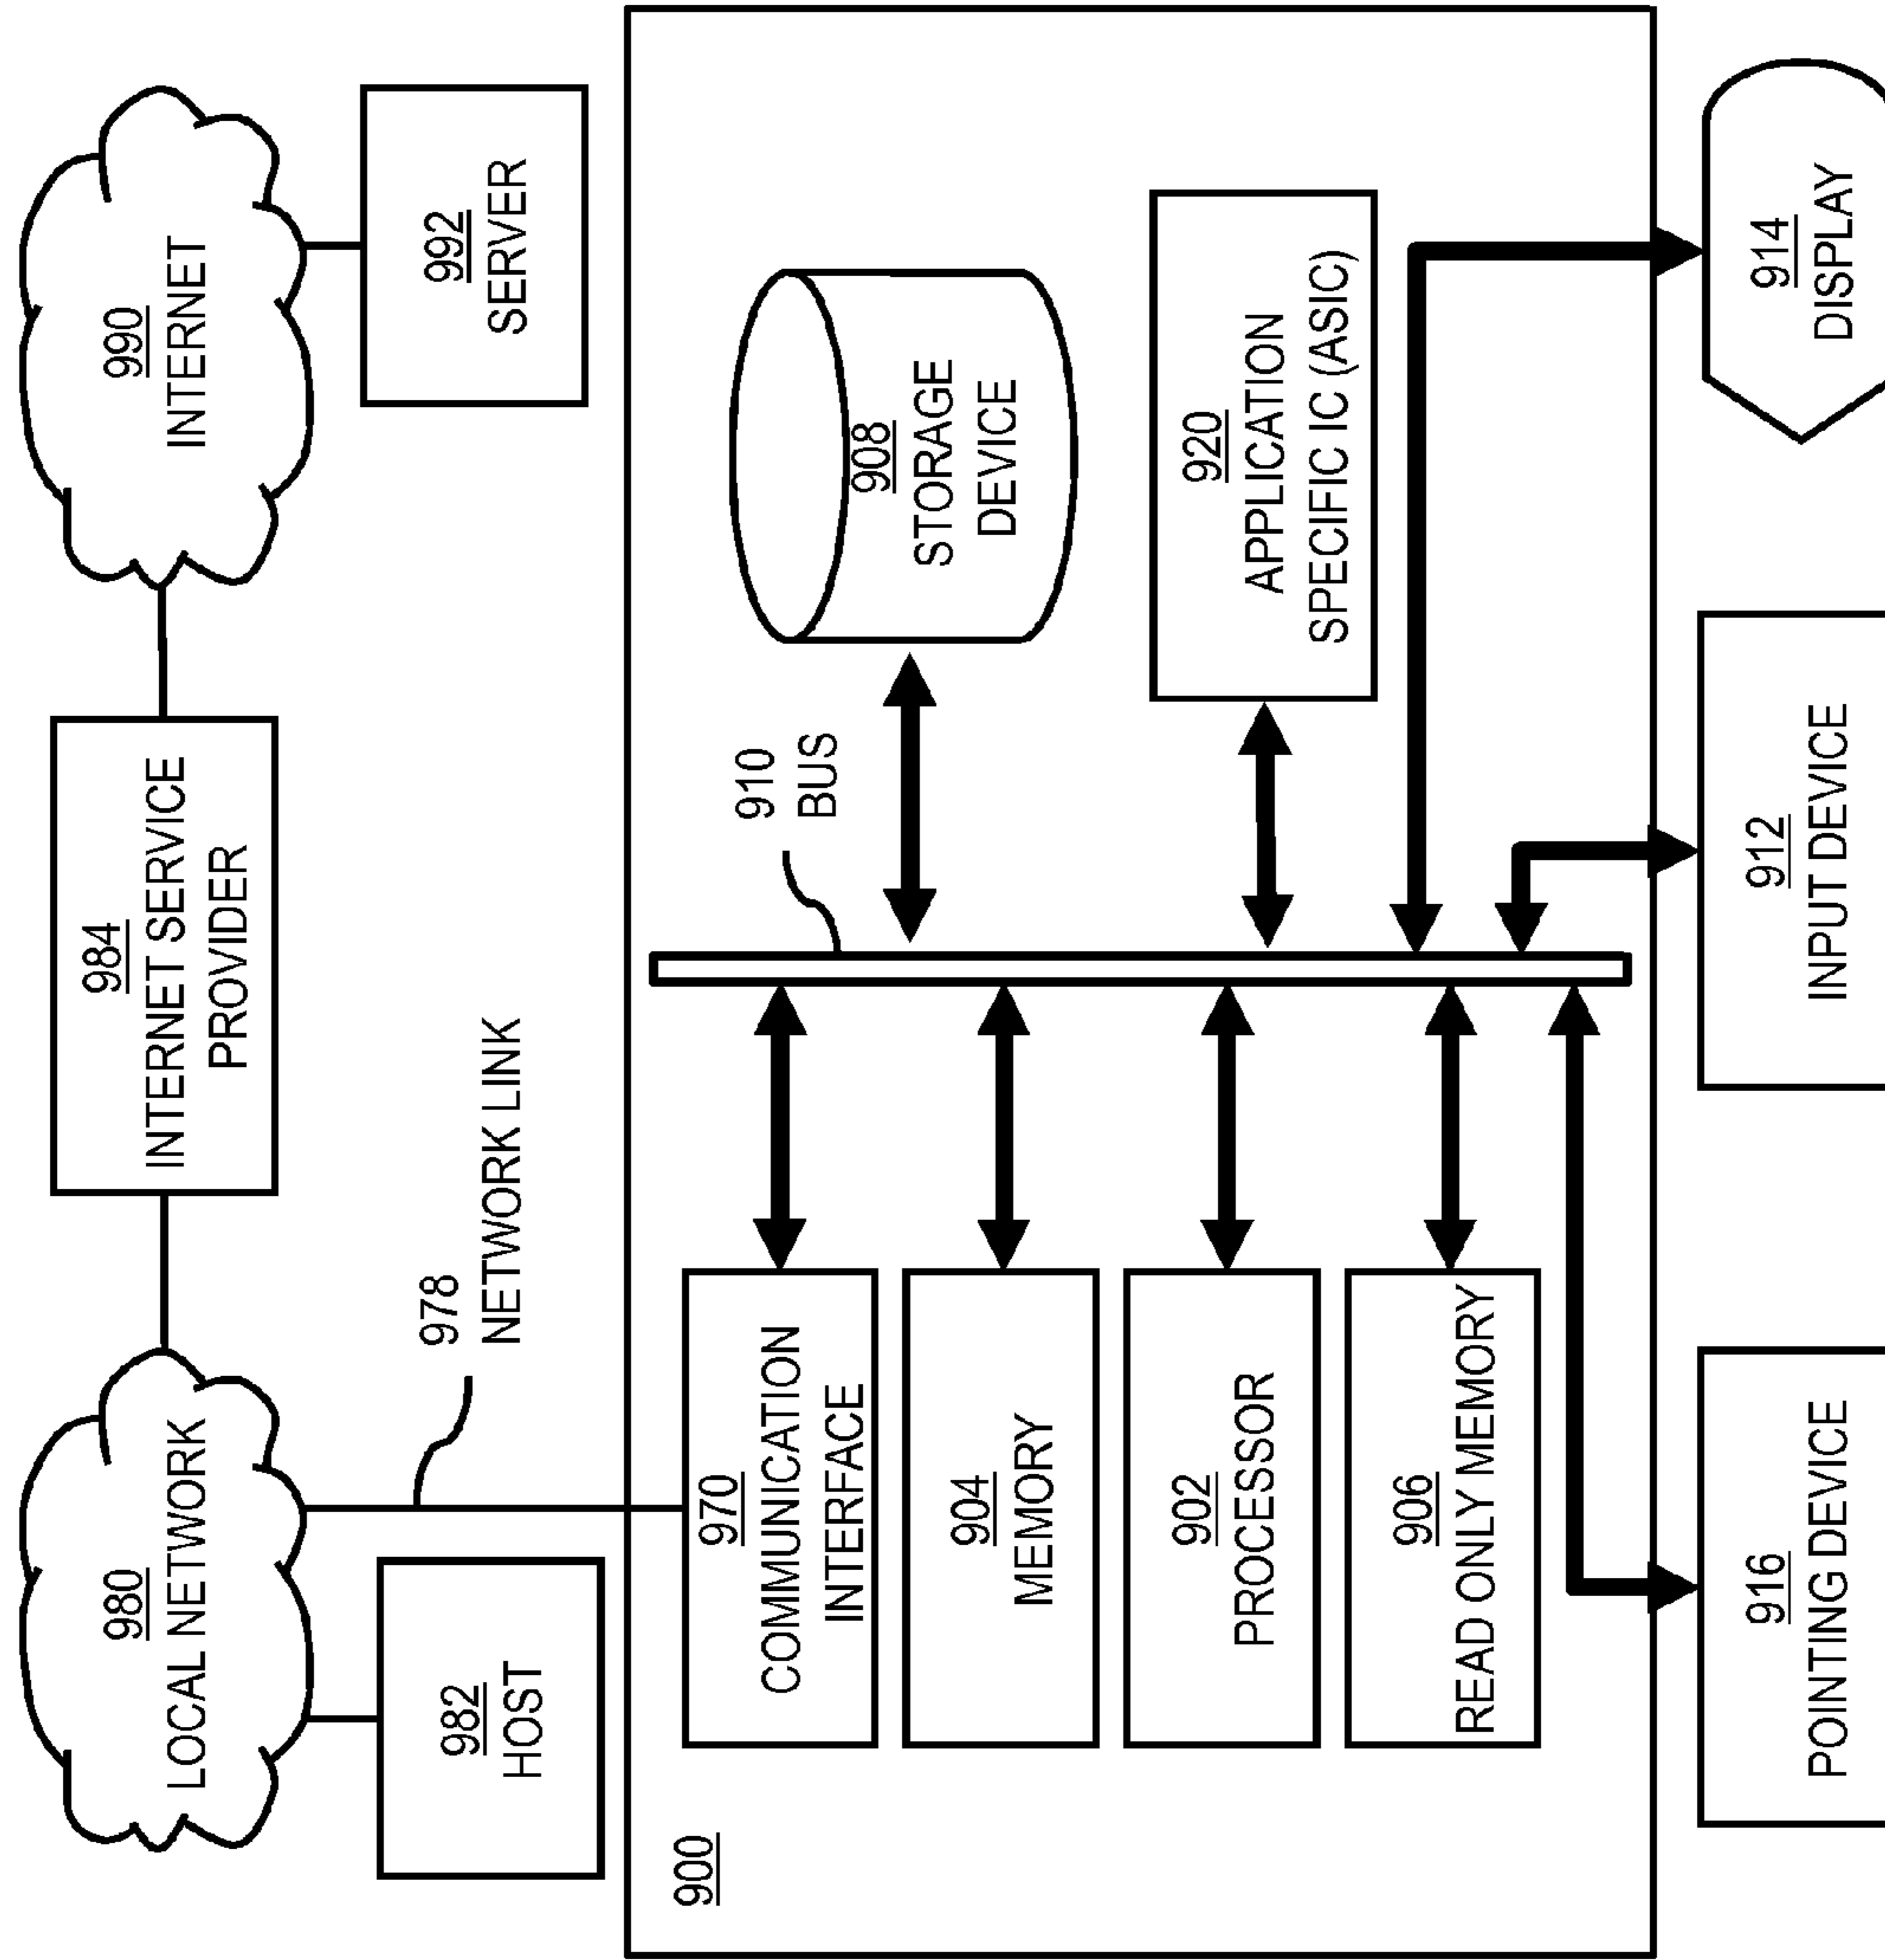 980
LOCAL NETWORK
984
INTERNET SERVICE
PROVIDER
990
INTERNET
982
HOST
978
NETWORK LINK
992
SERVER
900
970
COMMUNICATION
INTERFACE
910
BUS
908
STORAGE
DEVICE
904
MEMORY
902
PROCESSOR
920
APPLICATION
SPECIFIC IC (ASIC)
906
READ ONLY MEMORY
916
POINTING DEVICE
912
INPUT DEVICE
914
DISPLAY